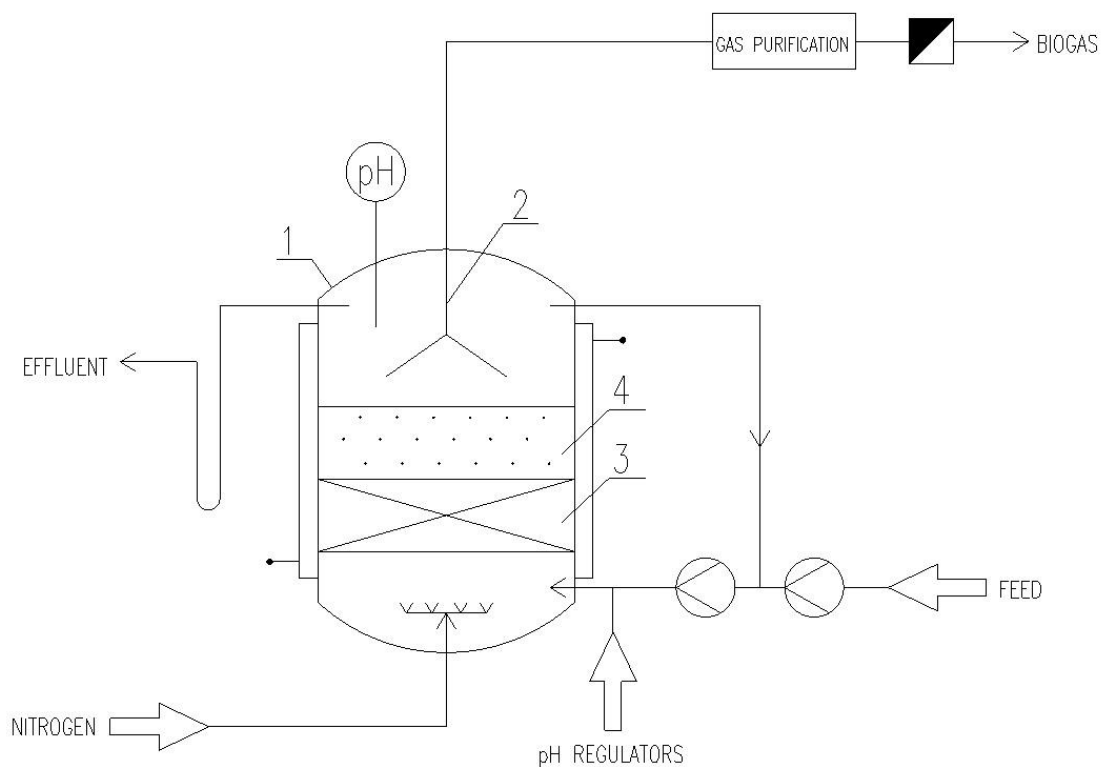 GAS PURIFICATION
BIOGAS
pH
2
1
EFFLUENT
4
3
FEED
NITROGEN
pH REGULATORS